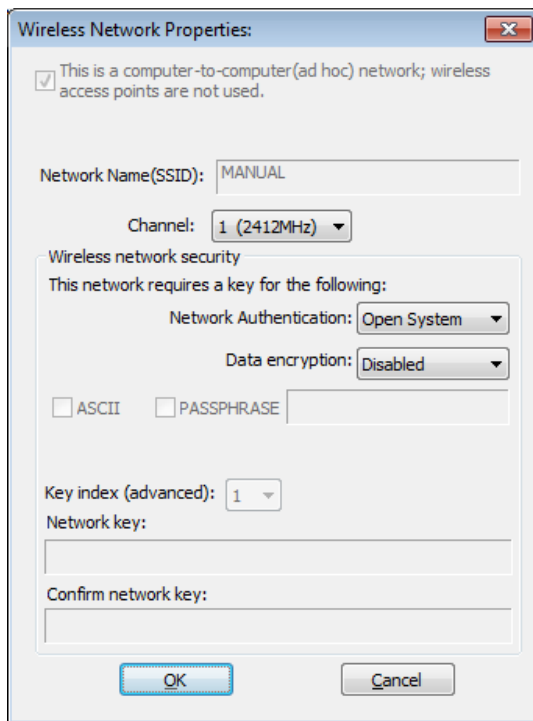 Wireless Network Properties:
This is a computer-to-computer(ad hoc) network; wireless
access points are not used.
Network Name(SSID): MANUAL
Channel: 1 (2412MHz)
Wireless network security
This network requires a key for the following:
Network Authentication: Open System
Data encryption: Disabled
ASCII PASSPHRASE
Key index (advanced): 1
Network key:
Confirm network key:
OK Cancel